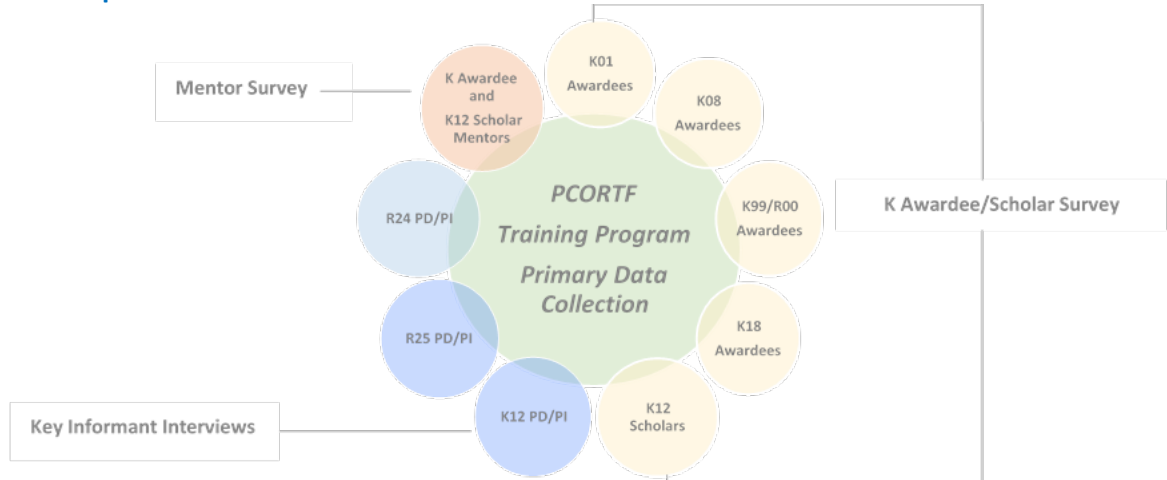 K01
Awardees
K Awardee
and
K12 Scholar
Mentors
Mentor Survey
K08
Awardees
PCORTF
Training Program
Primary Data
Collection
R24 PD/PI
K99/R00
Awardees
K Awardee/Scholar Survey
R25 PD/PI
K18
Awardees
K12 PD/PI
K12
Scholars
Key Informant Interviews